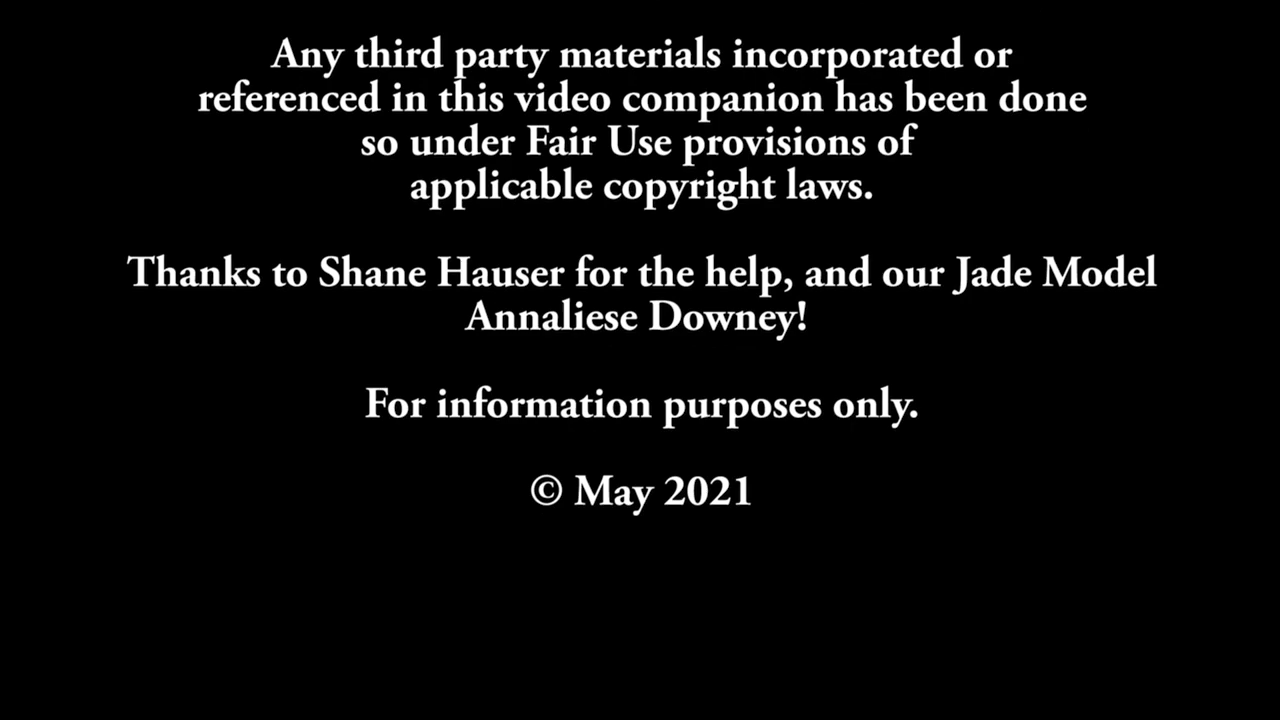 Any third party materials incorporated or
referenced in this video companion has been done
so under Fair Use provisions of
applicable copyright laws.
Thanks to Shane Hauser for the help, and our Jade Model
Annaliese Downey!
For information purposes only.
© May 2021